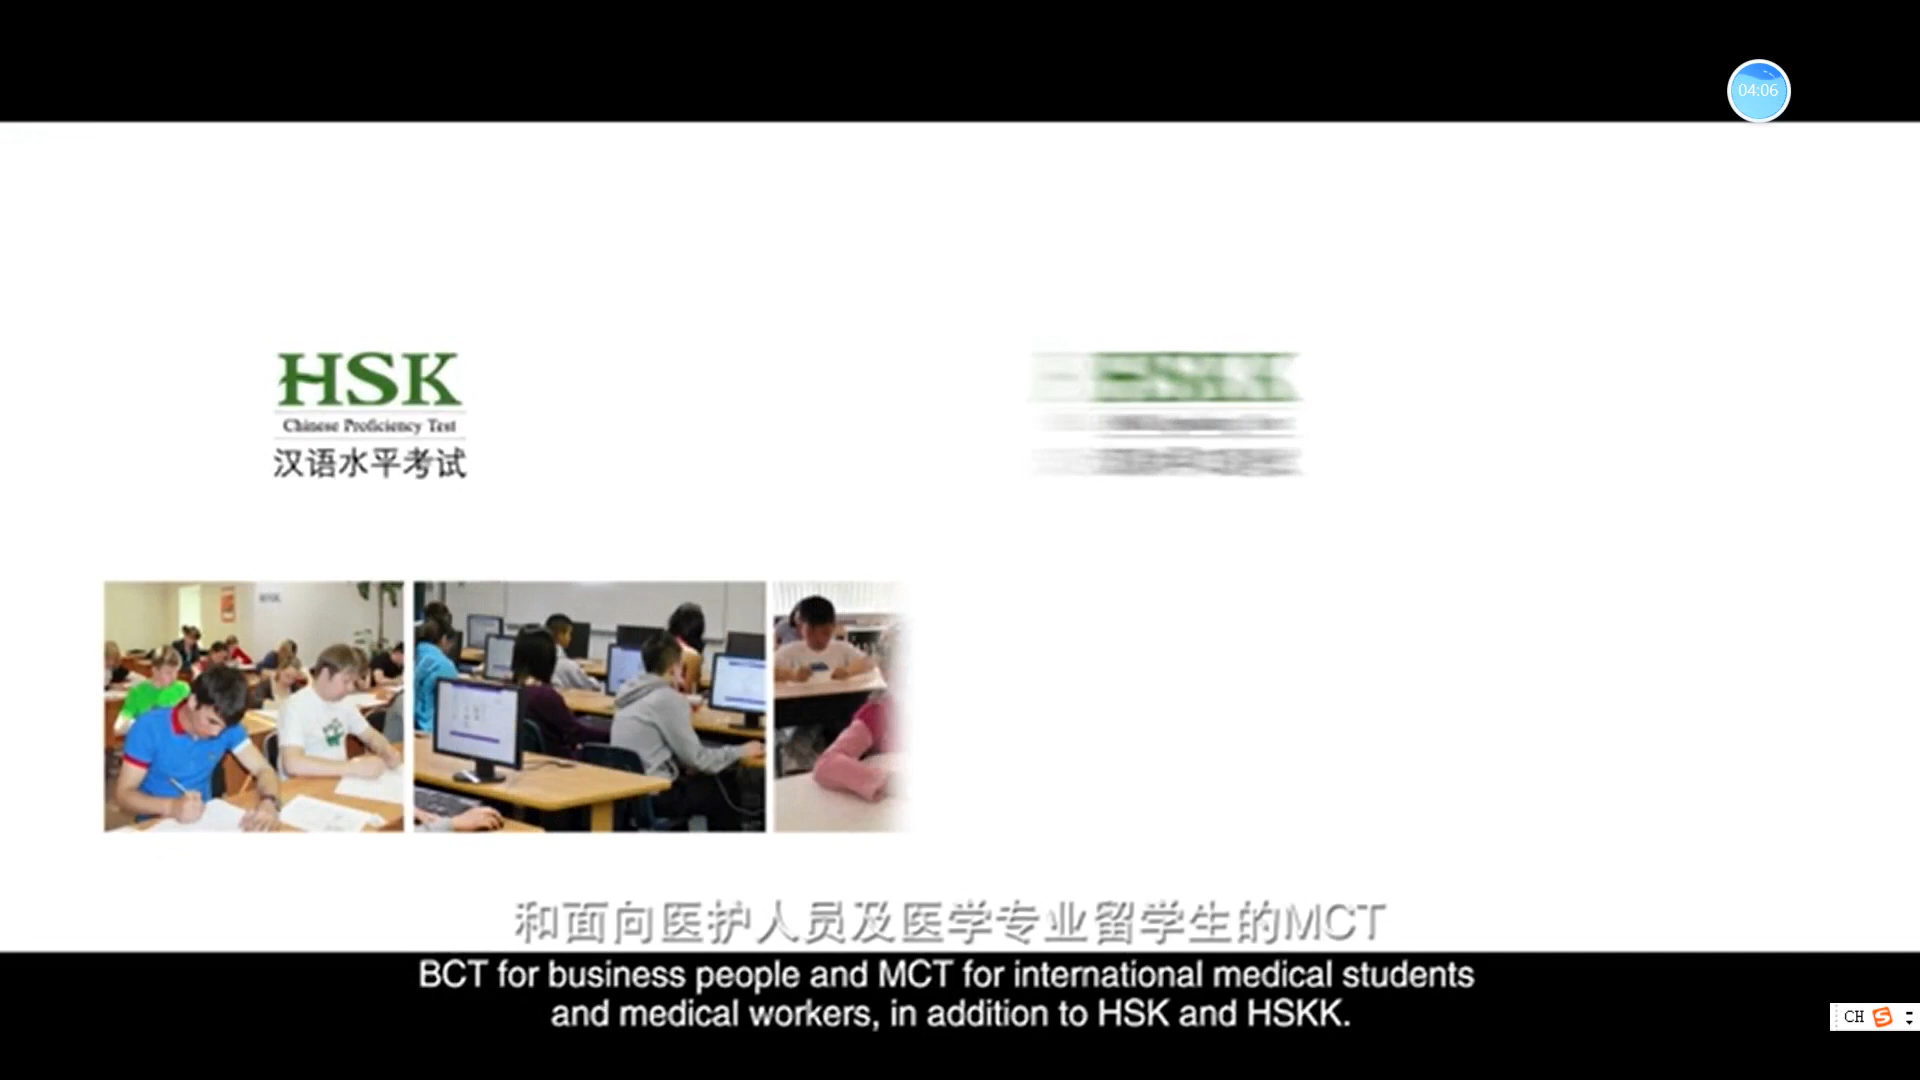 04:06
HSK
Chinese Proficiency Test
汉语水平考试
和面向医护人员及医学专业留学生的MCT
BCT for business people and MCT for international medical students
and medical workers, in addition to HSK and HSKK.
CH